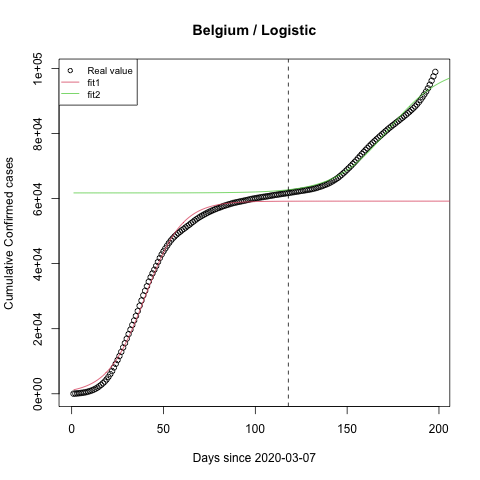 Belgium / Logistic
Real value
fit1
fit2
Cumulative Confirmed cases
1e+05
8e+04
6e+04
4e+04
2e+04
0e+00
0 50 100 150 200
Days since 2020-03-07